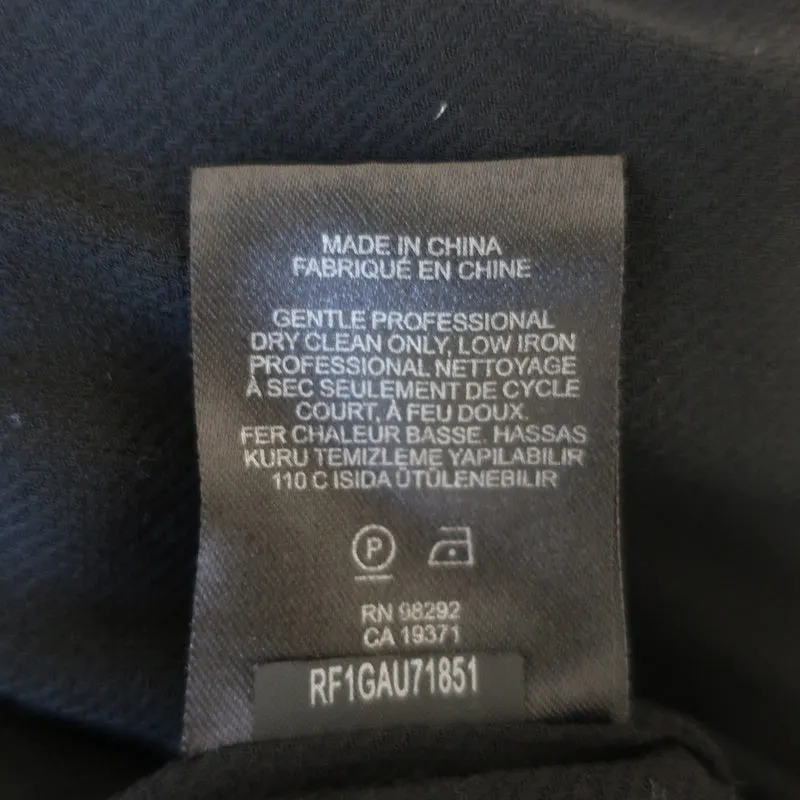 MADE IN CHINA
FABRIQUÉ EN CHINE
GENTLE PROFESSIONAL
DRY CLEAN ONLY, LOW IRON
PROFESSIONAL NETTOYAGE
À SEC SEULEMENT DE CYCLE
COURT, À FEU DOUX.
FER CHALEUR BASSE. HASSAS
KURU TEMIZLEME YAPILABILIR
110 C ISIDA ÜTÜLENEBILIR
P
RN 98292
CA 19371
RF1GAU71851